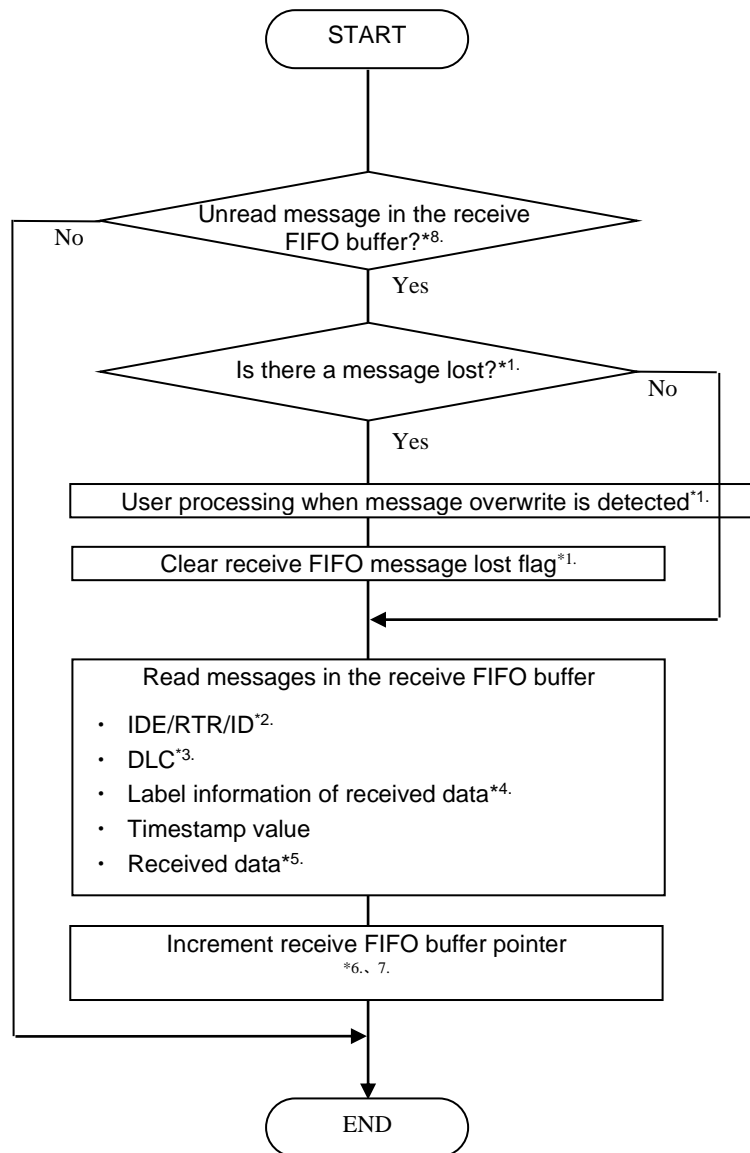 START
Unread message in the receive
FIFO buffer?*8.
No
Yes
Is there a message lost?*1.
No
Yes
User processing when message overwrite is detected*1.
Clear receive FIFO message lost flag*1.
Read messages in the receive FIFO buffer
・ IDE/RTR/ID*2.
・ DLC*3.
・ Label information of received data*4.
・ Timestamp value
・ Received data*5.
Increment receive FIFO buffer pointer
*6.、7.
END